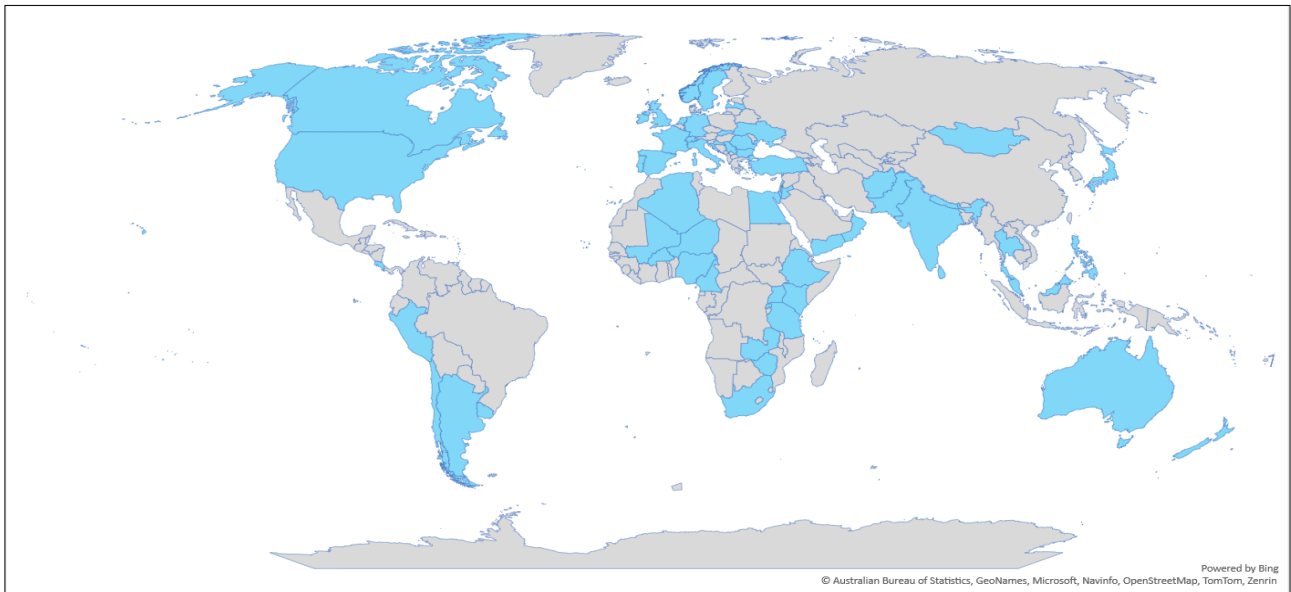 Powered by Bing
© Australian Bureau of Statistics, GeoNames, Microsoft, Navinfo, OpenStreetMap, TomTom, Zenrin